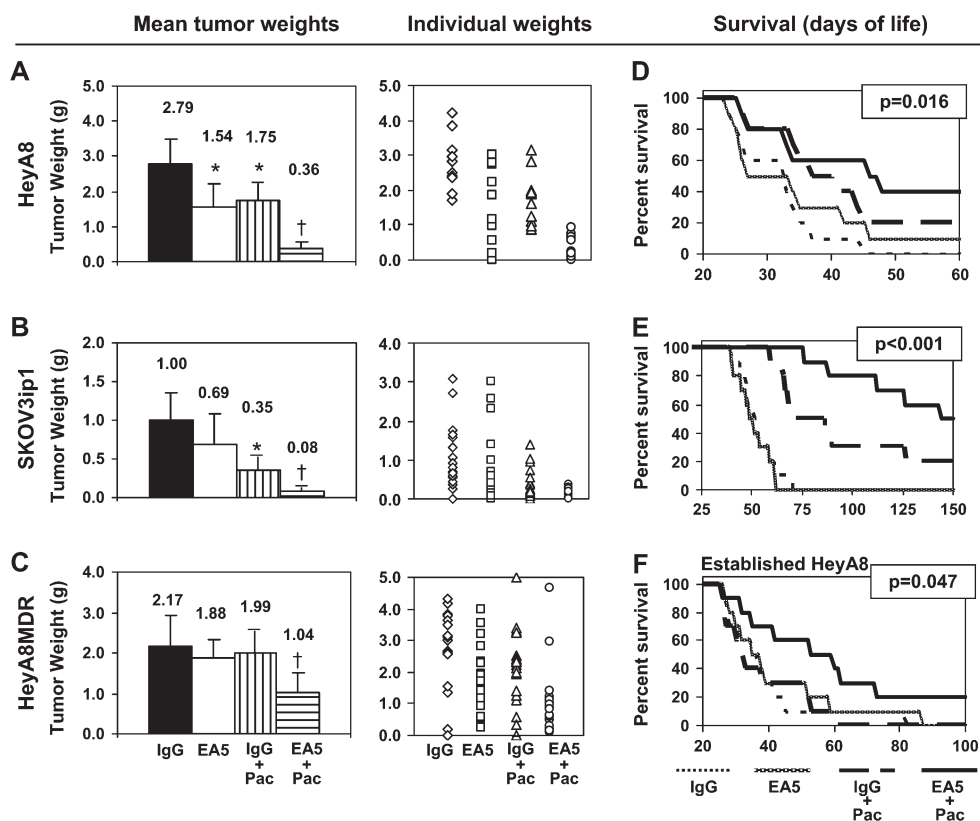 Mean tumor weights
Individual weights
Survival (days of life)
A
HeyA8
Tumor Weight (g)
5.0
4.0
3.0
2.0
1.0
0.0
2.79
1.54
1.75
0.36
*
*
†
5.0
4.0
3.0
2.0
1.0
0.0
D
Percent survival
100
80
60
40
20
0
p=0.016
20 30 40 50 60
B
SKOV3ip1
Tumor Weight (g)
2.0
1.5
1.0
0.5
0.0
1.00
0.69
0.35
0.08
*
†
4.0
3.0
2.0
1.0
0.0
E
Percent survival
100
80
60
40
20
0
p<0.001
25 50 75 100 125 150
C
HeyA8MDR
Tumor Weight (g)
4.0
3.0
2.0
1.0
0.0
2.17
1.88
1.99
1.04
†
IgG EA5 IgG EA5
+ +
Pac Pac
5.0
4.0
3.0
2.0
1.0
0.0
IgG EA5 IgG EA5
+ +
Pac Pac
F
Established HeyA8
Percent survival
100
80
60
40
20
0
p=0.047
20 40 60 80 100
IgG EA5 IgG EA5
+ +
Pac Pac